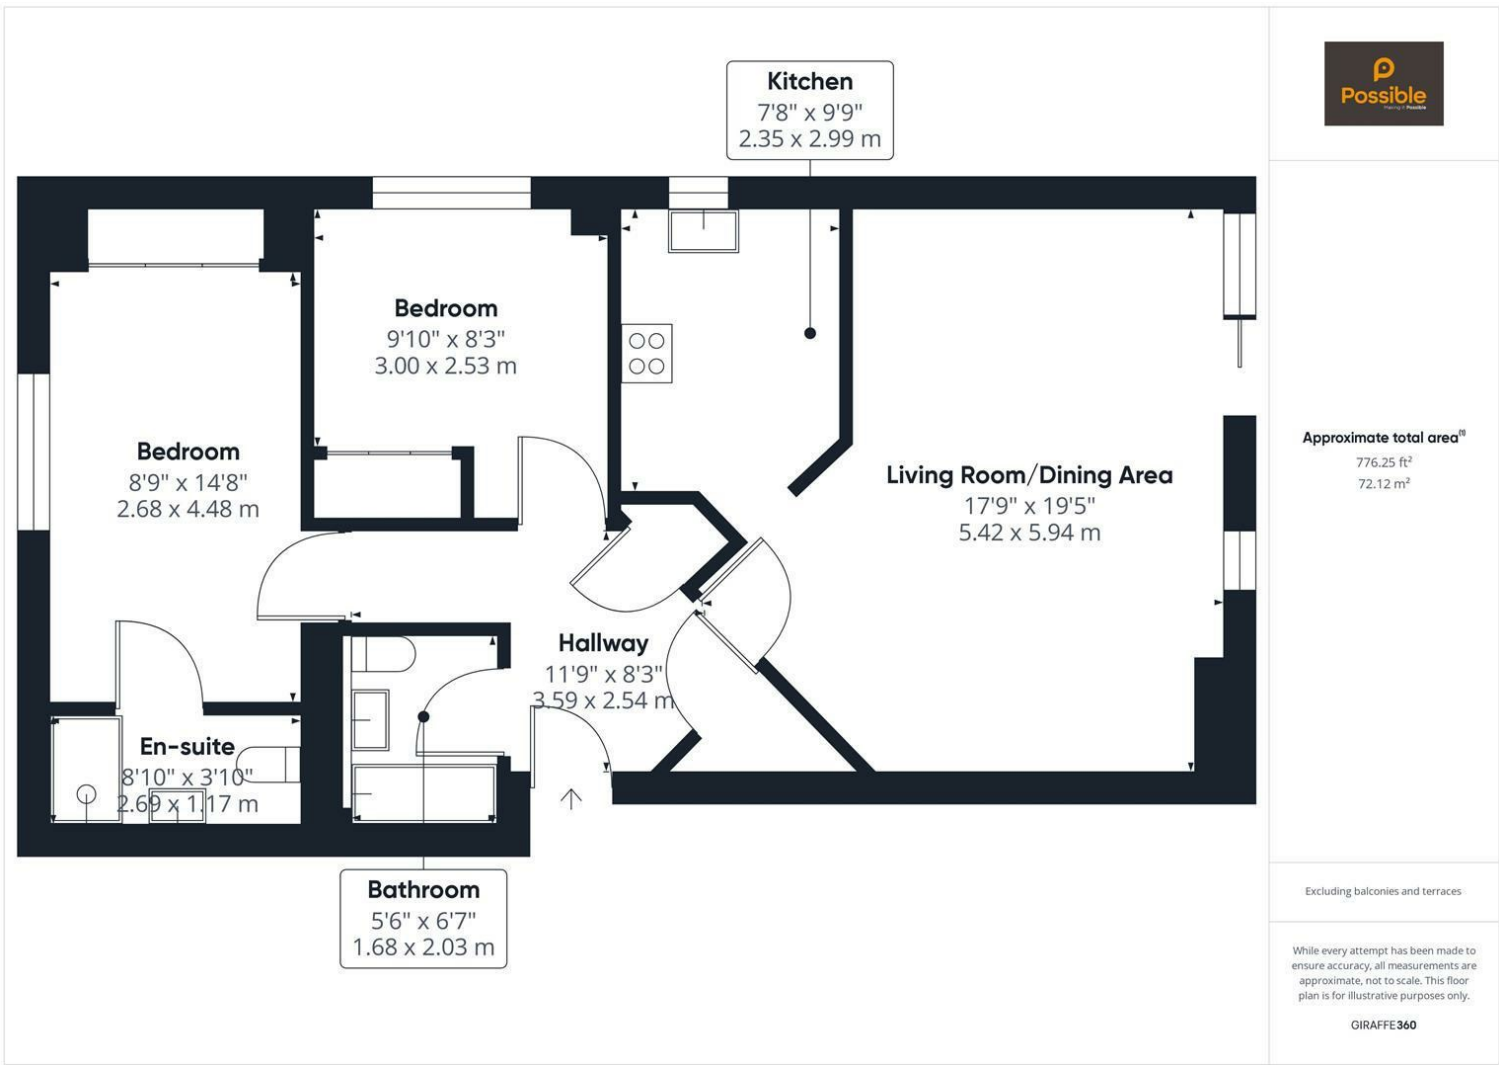 Kitchen
7'8" x 9'9"
2.35 x 2.99 m
Bedroom
9'10" x 8'3"
3.00 x 2.53 m
Bedroom
8'9" x 14'8"
2.68 x 4.48 m
Living Room/Dining Area
17'9" x 19'5"
5.42 x 5.94 m
Hallway
11'9" x 8'3"
3.59 x 2.54 m
En-suite
8'10" x 3'10"
2.69 x 1.17 m
Bathroom
5'6" x 6'7"
1.68 x 2.03 m
Possible
Approximate total area⁽¹⁾
776.25 ft²
72.12 m²
Excluding balconies and terraces
While every attempt has been made to
ensure accuracy, all measurements are
approximate, not to scale. This floor
plan is for illustrative purposes only.
GIRAFFE360